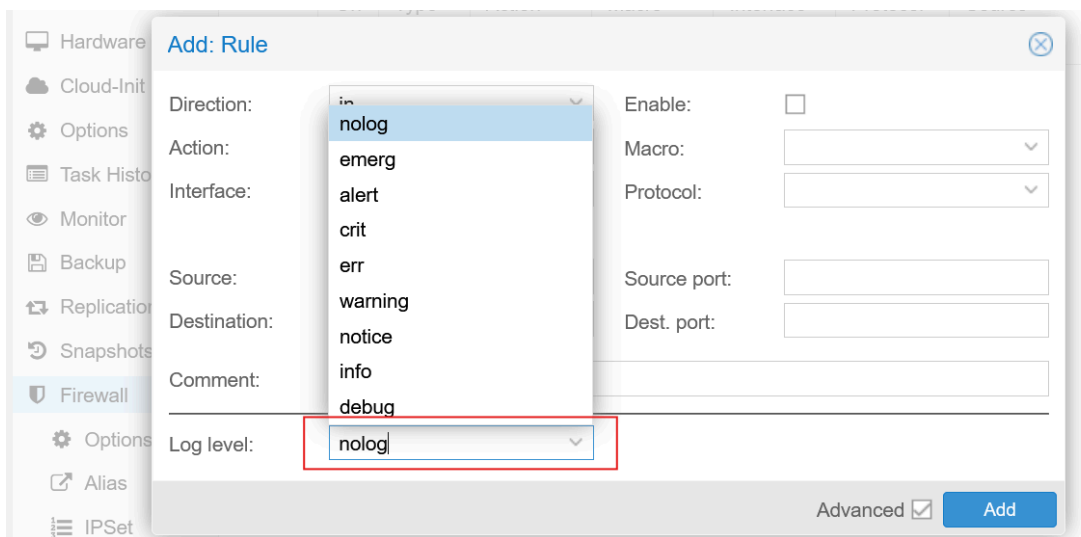 Hardware
Cloud-Init
Options
Task Histo
Monitor
Backup
Replication
Snapshots
Firewall
Options
Alias
IPSet
Add: Rule
Direction:
in
Enable:
Action:
Macro:
Interface:
Protocol:
Source:
Source port:
Destination:
Dest. port:
Comment:
nolog
emerg
alert
crit
err
warning
notice
info
debug
Log level:
nolog
Advanced
Add